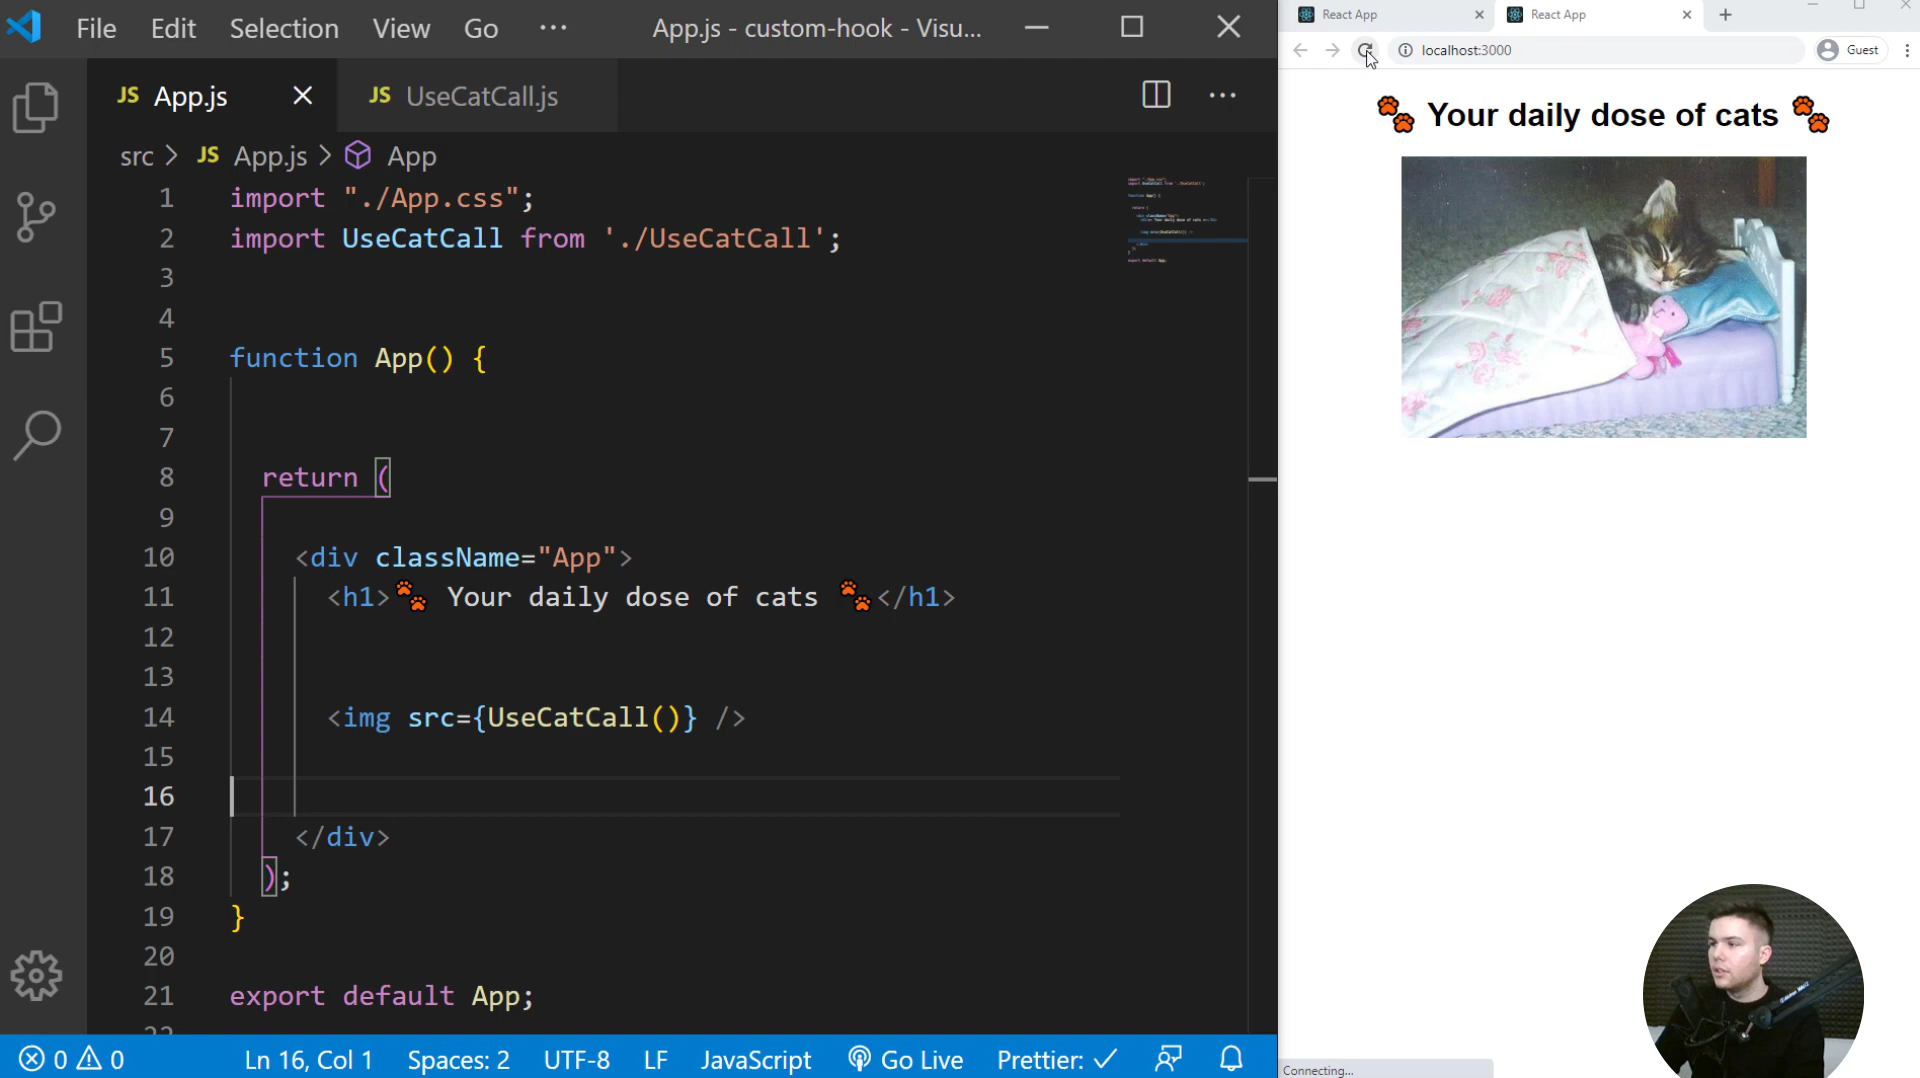 File Edit Selection View Go ··· App.js - custom-hook - Visu...
JS App.js JS UseCatCall.js ···
src > JS App.js > App
1 import "./App.css";
2 import UseCatCall from './UseCatCall';
3
4
5 function App() {
6
7
8 return (
9
10 <div className="App">
11 <h1>🐾 Your daily dose of cats 🐾</h1>
12
13
14 <img src={UseCatCall()} />
15
16
17 </div>
18 );
19 }
20
21 export default App;
0 0 Ln 16, Col 1 Spaces: 2 UTF-8 LF JavaScript Go Live Prettier: ✓
React App React App
localhost:3000 Guest
🐾 Your daily dose of cats 🐾
Connecting...